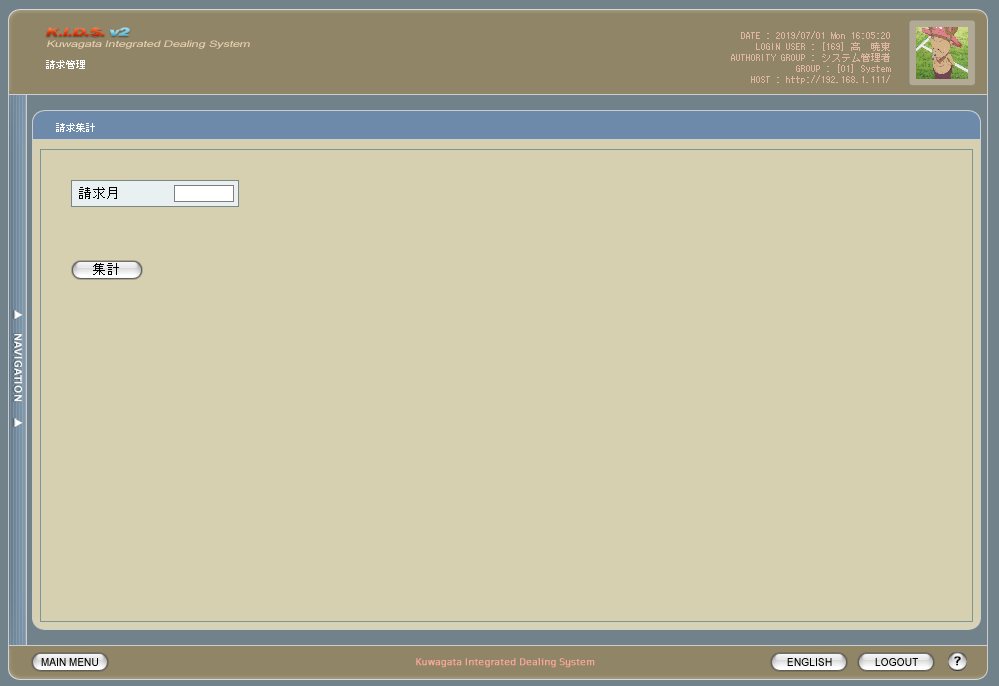 K.I.D.S. v2
Kuwagata Integrated Dealing System
請求管理
DATE : 2019/07/01 Mon 16:05:20
LOGIN USER : [169] 高　暁東
AUTHORITY GROUP : システム管理者
GROUP : [01] System
HOST : http://192.168.1.111/
請求集計
請求月
集計
NAVIGATION
MAIN MENU
Kuwagata Integrated Dealing System
ENGLISH
LOGOUT
?